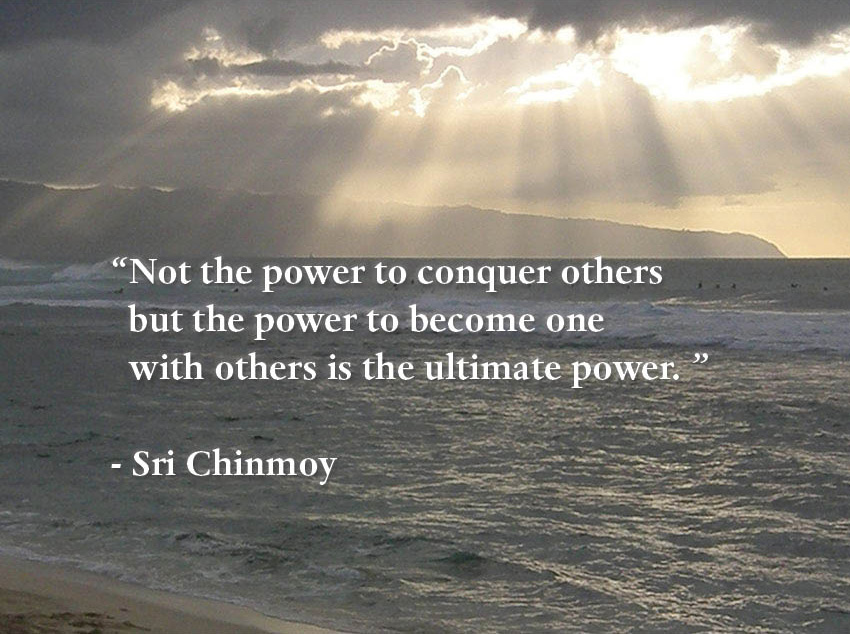 “Not the power to conquer others
but the power to become one
with others is the ultimate power. ”
- Sri Chinmoy